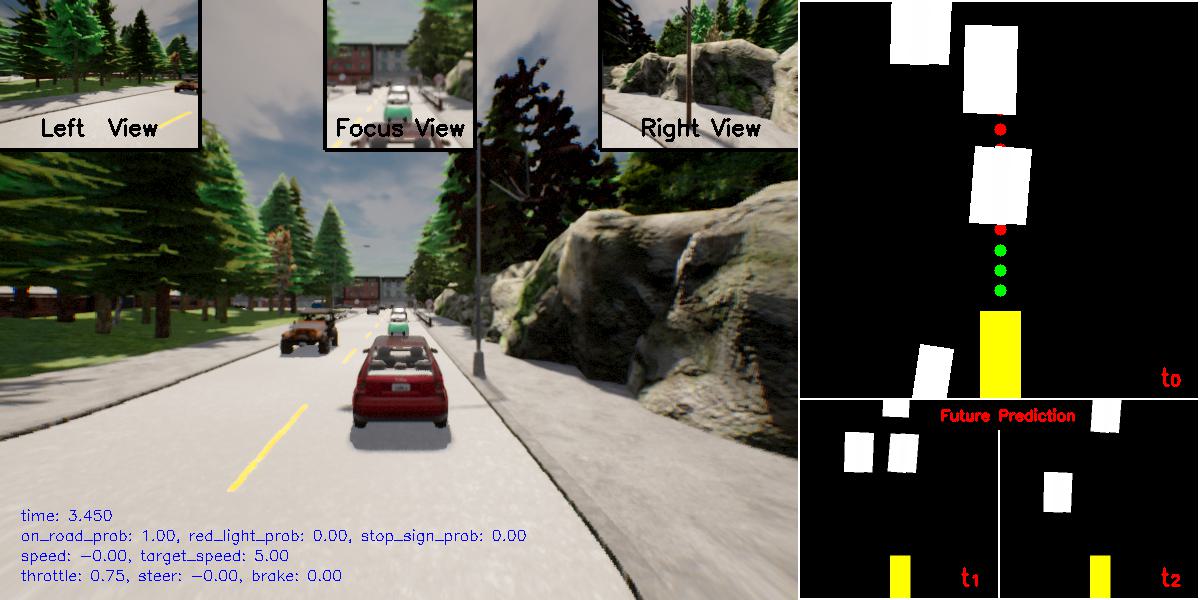 Left View
Focus View
Right View
t0
Future Prediction
t1
t2
time: 3.450
on_road_prob: 1.00, red_light_prob: 0.00, stop_sign_prob: 0.00
speed: −0.00, target_speed: 5.00
throttle: 0.75, steer: −0.00, brake: 0.00